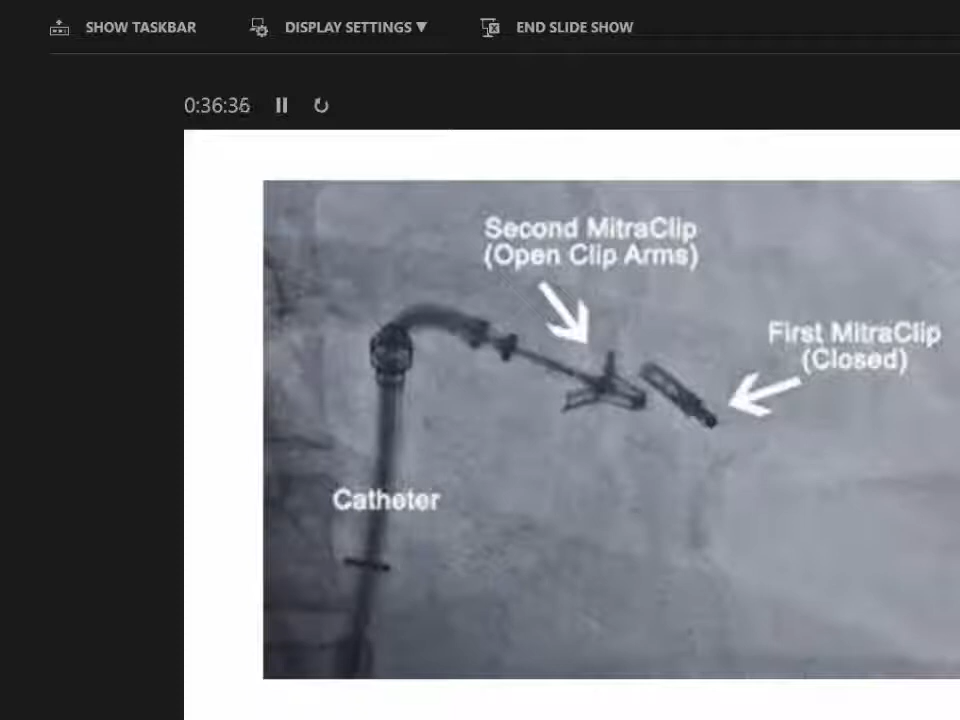 SHOW TASKBAR
DISPLAY SETTINGS ▼
END SLIDE SHOW
0:36:36
Second MitraClip
(Open Clip Arms)
First MitraClip
(Closed)
Catheter